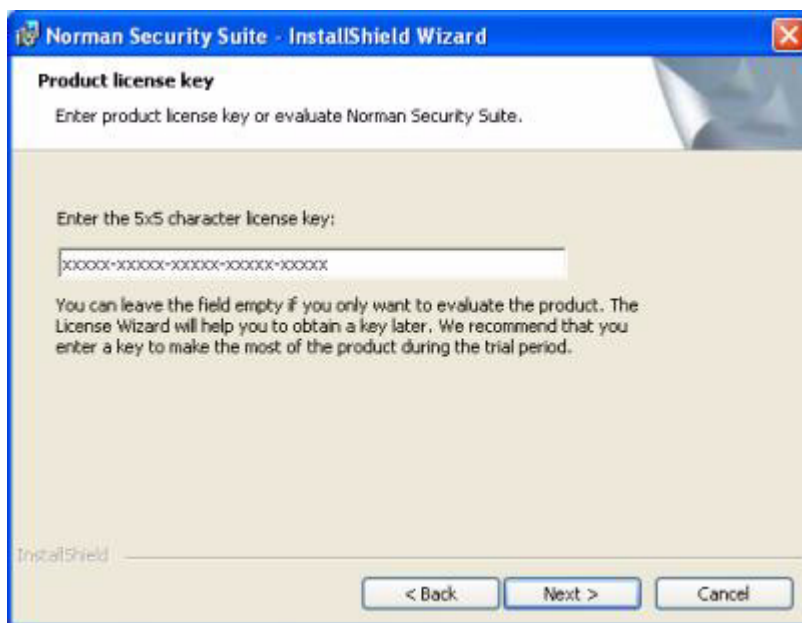 Norman Security Suite - InstallShield Wizard
Product license key
Enter product license key or evaluate Norman Security Suite.
Enter the 5x5 character license key:
xxxxx-xxxxx-xxxxx-xxxxx-xxxxx
You can leave the field empty if you only want to evaluate the product. The
License Wizard will help you to obtain a key later. We recommend that you
enter a key to make the most of the product during the trial period.
InstallShield
< Back Next > Cancel